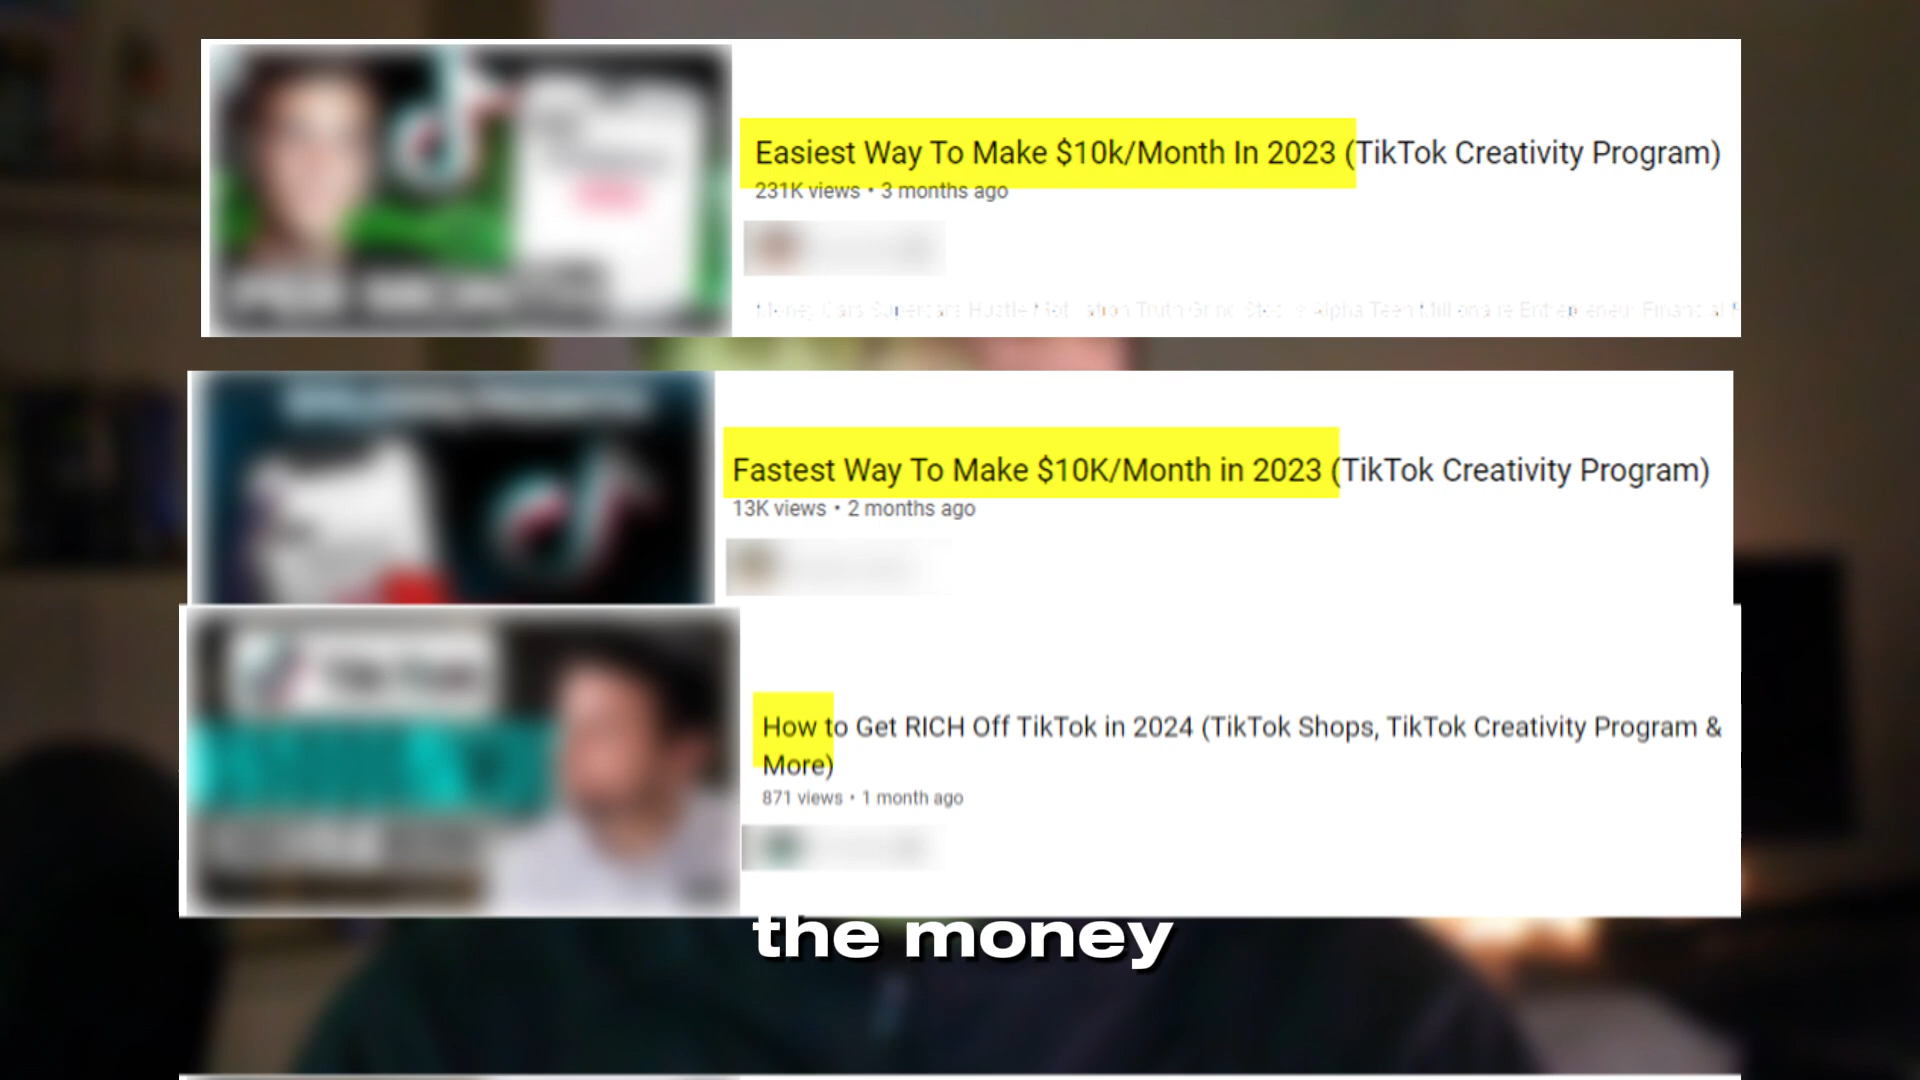 Easiest Way To Make $10k/Month In 2023 (TikTok Creativity Program)
231K views • 3 months ago
Fastest Way To Make $10K/Month in 2023 (TikTok Creativity Program)
13K views • 2 months ago
How to Get RICH Off TikTok in 2024 (TikTok Shops, TikTok Creativity Program &
More)
871 views • 1 month ago
the money